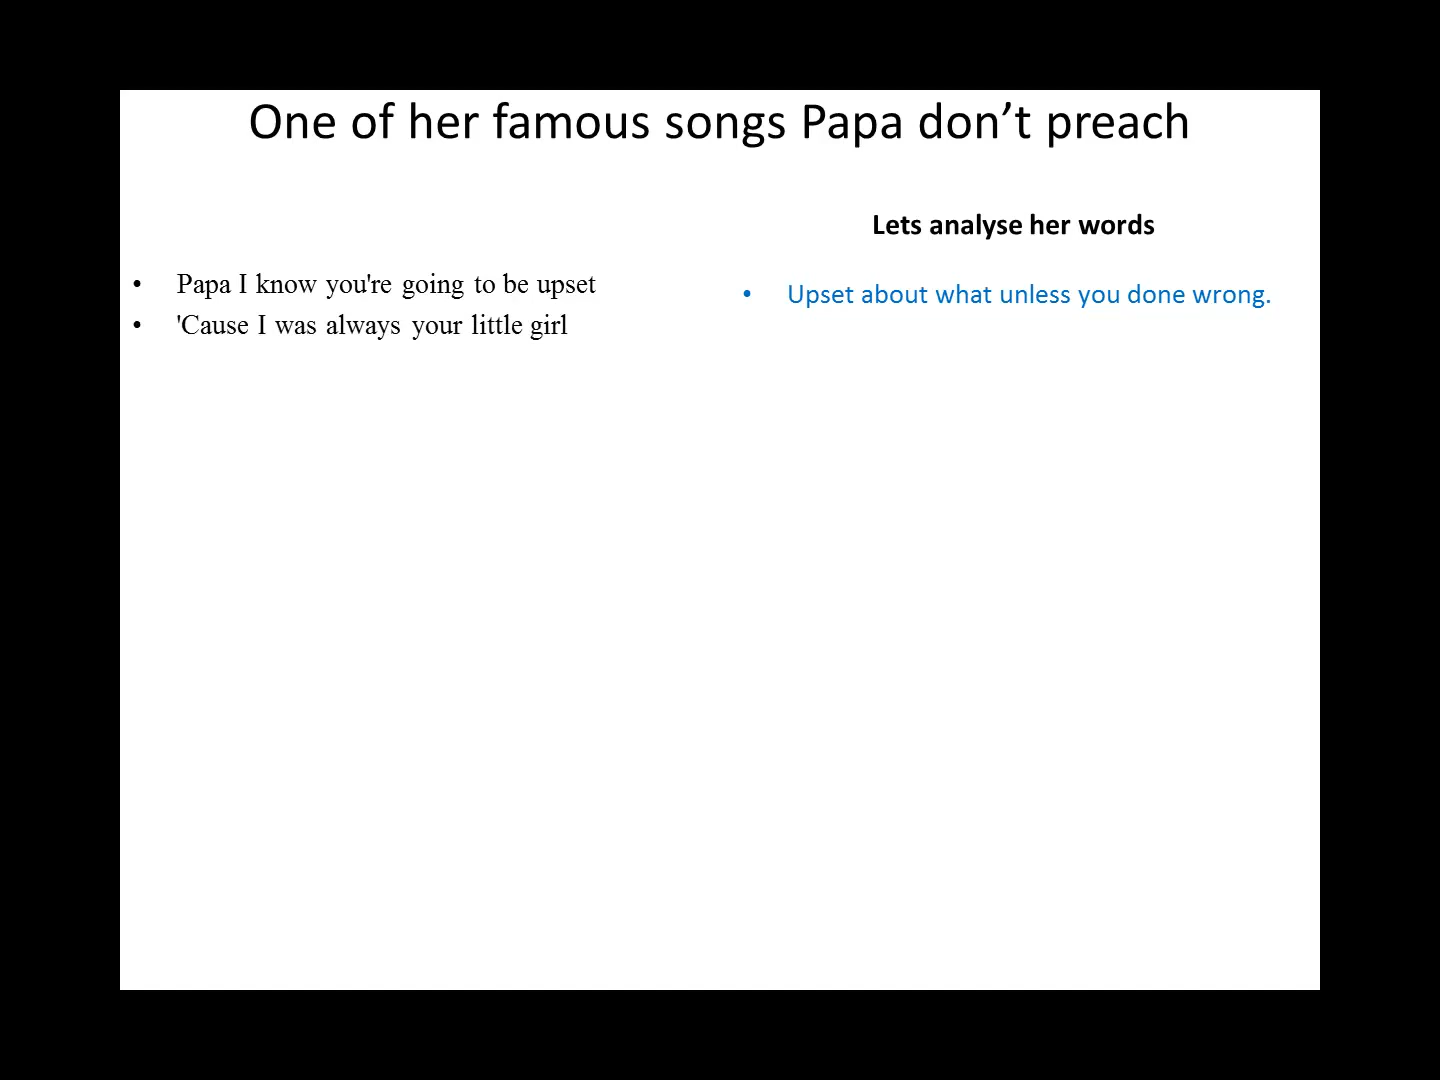 One of her famous songs Papa don’t preach
Lets analyse her words
• Papa I know you're going to be upset
• 'Cause I was always your little girl
• Upset about what unless you done wrong.